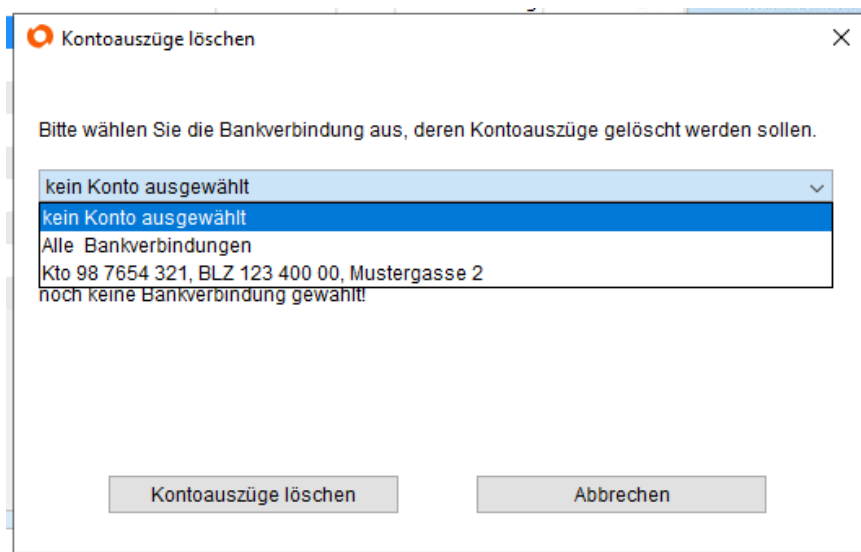 Kontoauszüge löschen
Bitte wählen Sie die Bankverbindung aus, deren Kontoauszüge gelöscht werden sollen.
kein Konto ausgewählt
kein Konto ausgewählt
Alle Bankverbindungen
Kto 98 7654 321, BLZ 123 400 00, Mustergasse 2
noch keine Bankverbindung gewählt!
Kontoauszüge löschen
Abbrechen